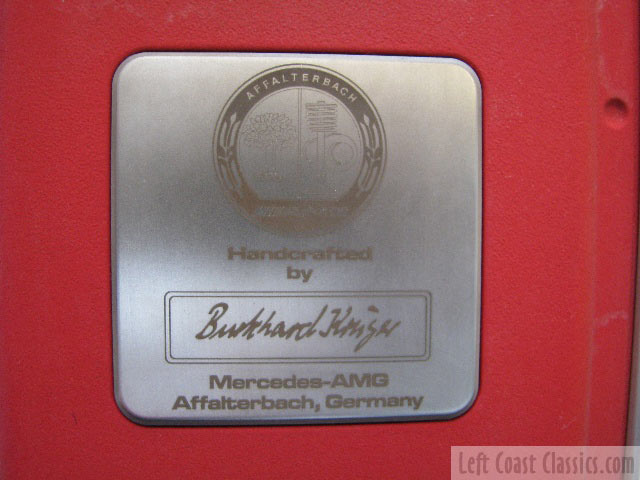 AFFALTERBACH
Handcrafted
by
Burkhard Krüger
Mercedes-AMG
Affalterbach, Germany
Left Coast Classics.com